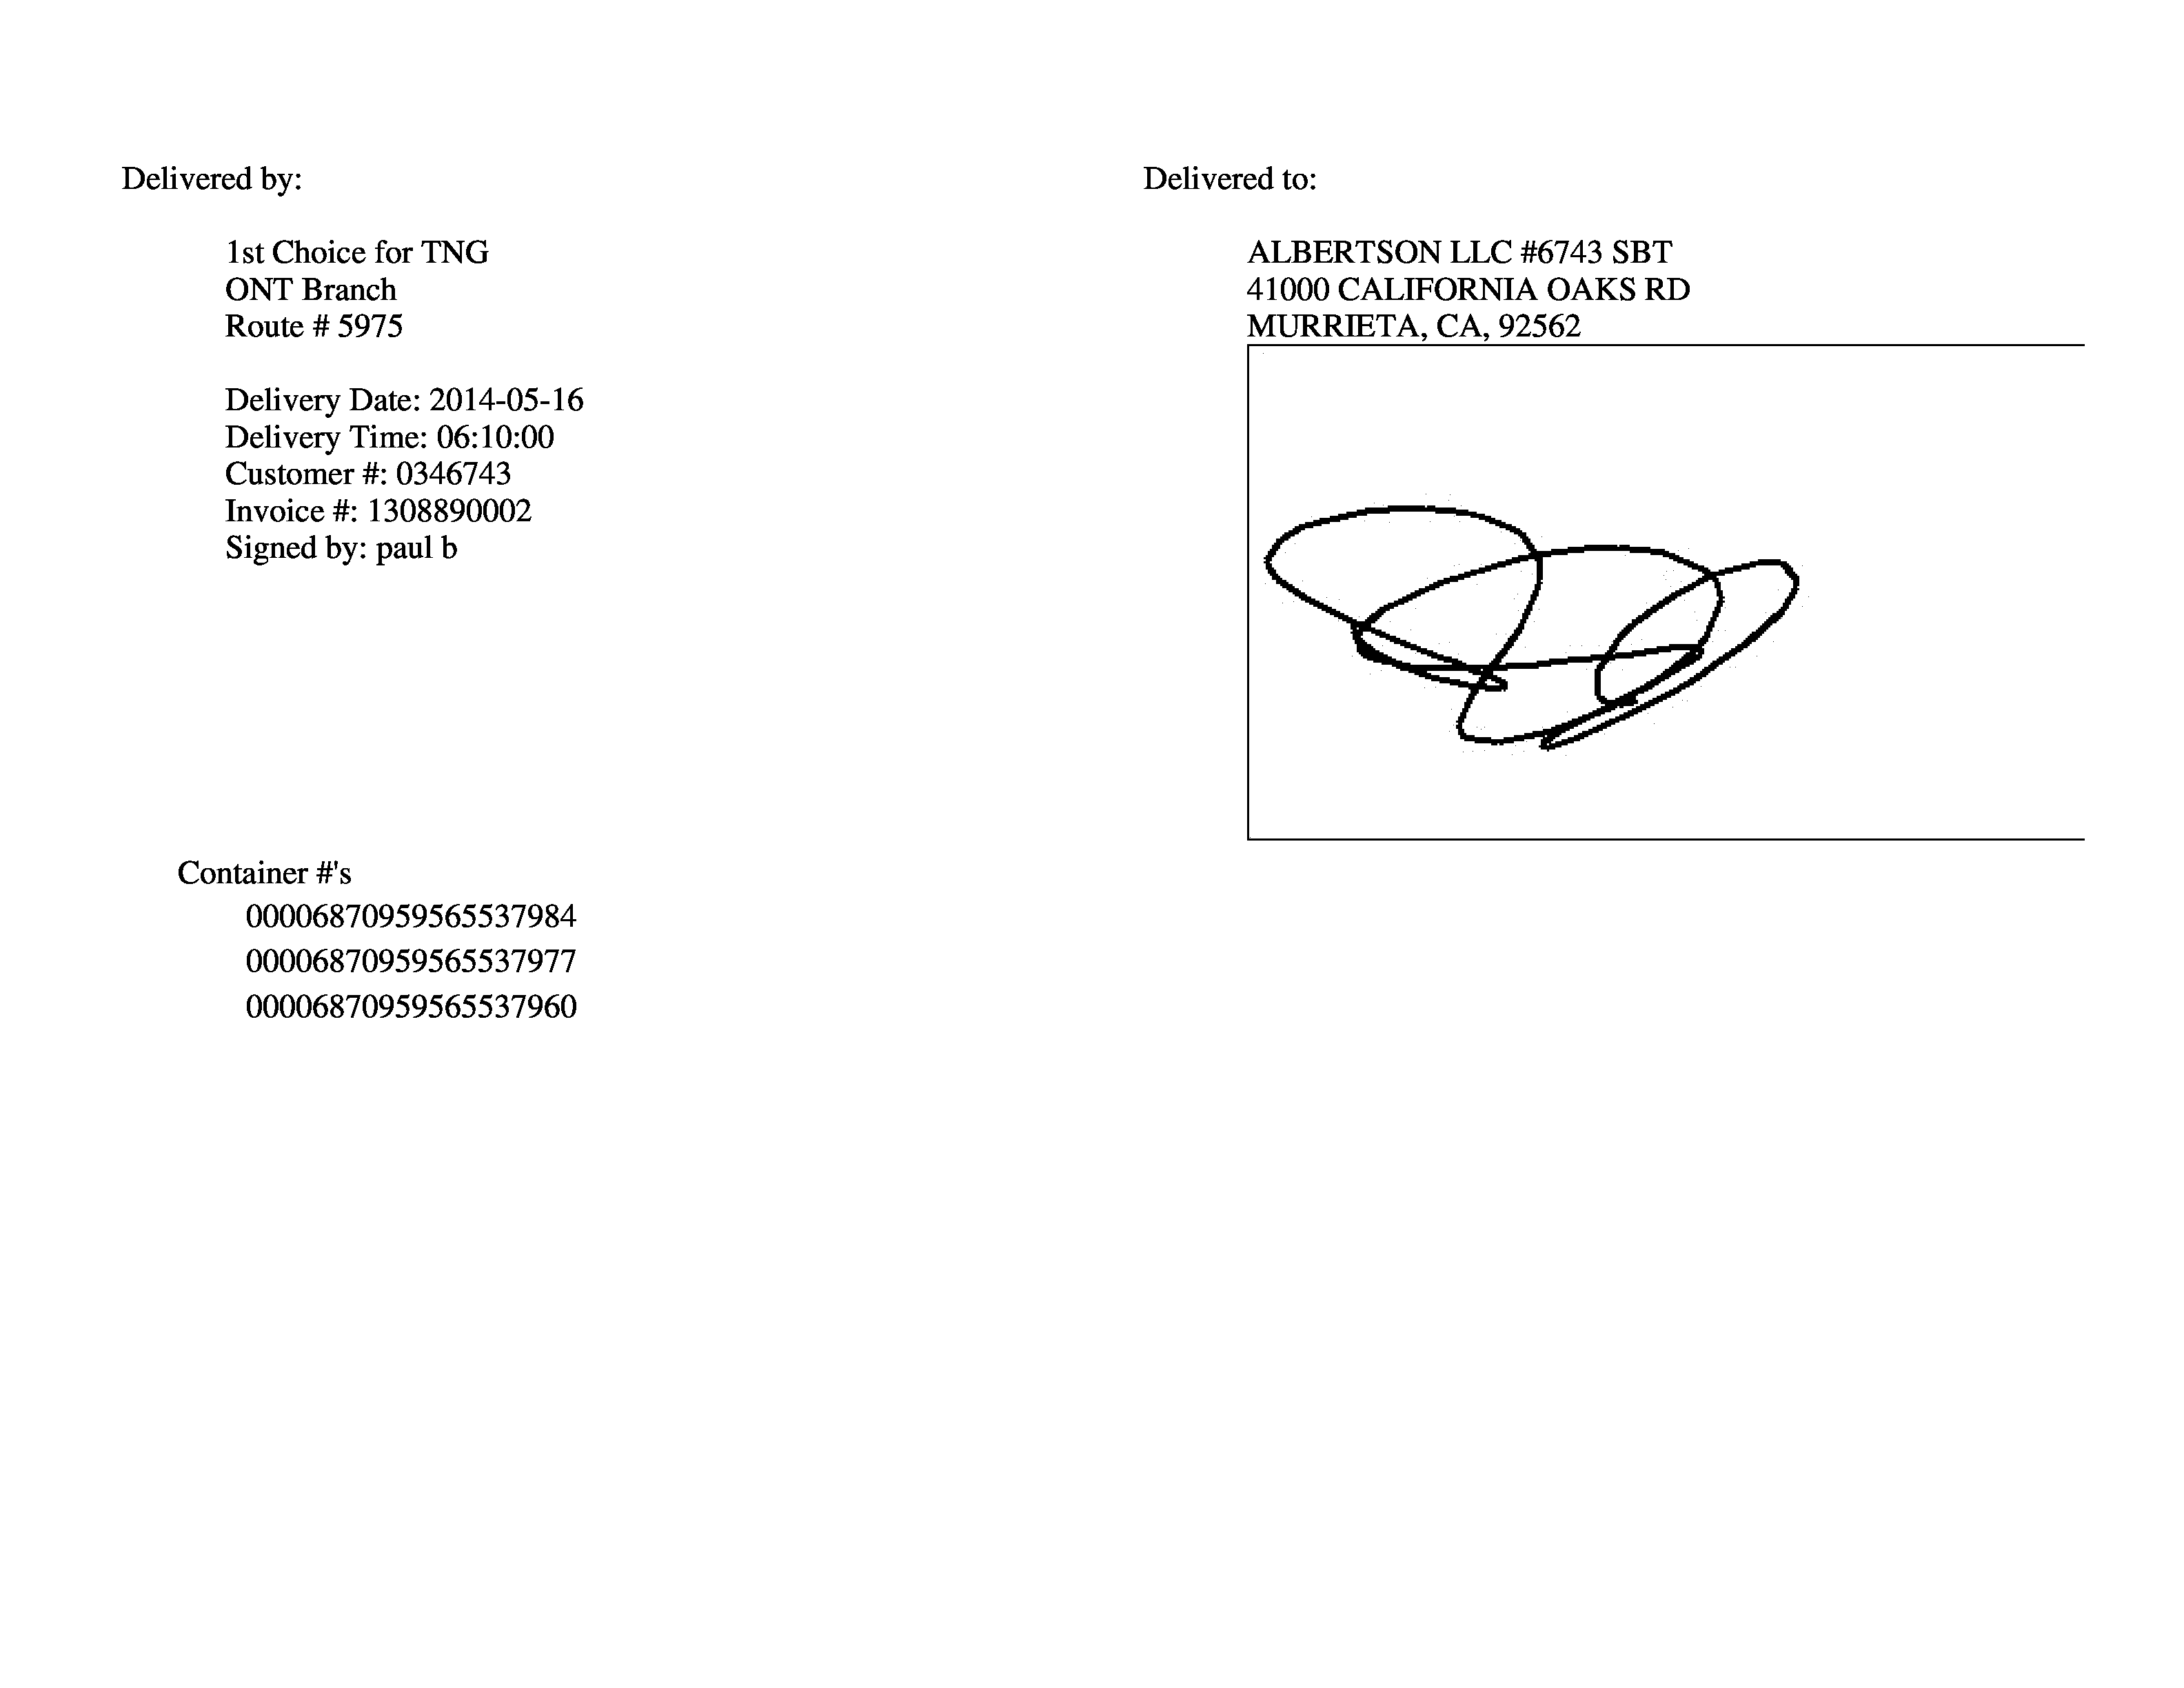 Delivered by:
1st Choice for TNG
ONT Branch
Route # 5975
Delivery Date: 2014-05-16
Delivery Time: 06:10:00
Customer #: 0346743
Invoice #: 1308890002
Signed by: paul b
Delivered to:
ALBERTSON LLC #6743 SBT
41000 CALIFORNIA OAKS RD
MURRIETA, CA, 92562
Container #'s
00006870959565537984
00006870959565537977
00006870959565537960